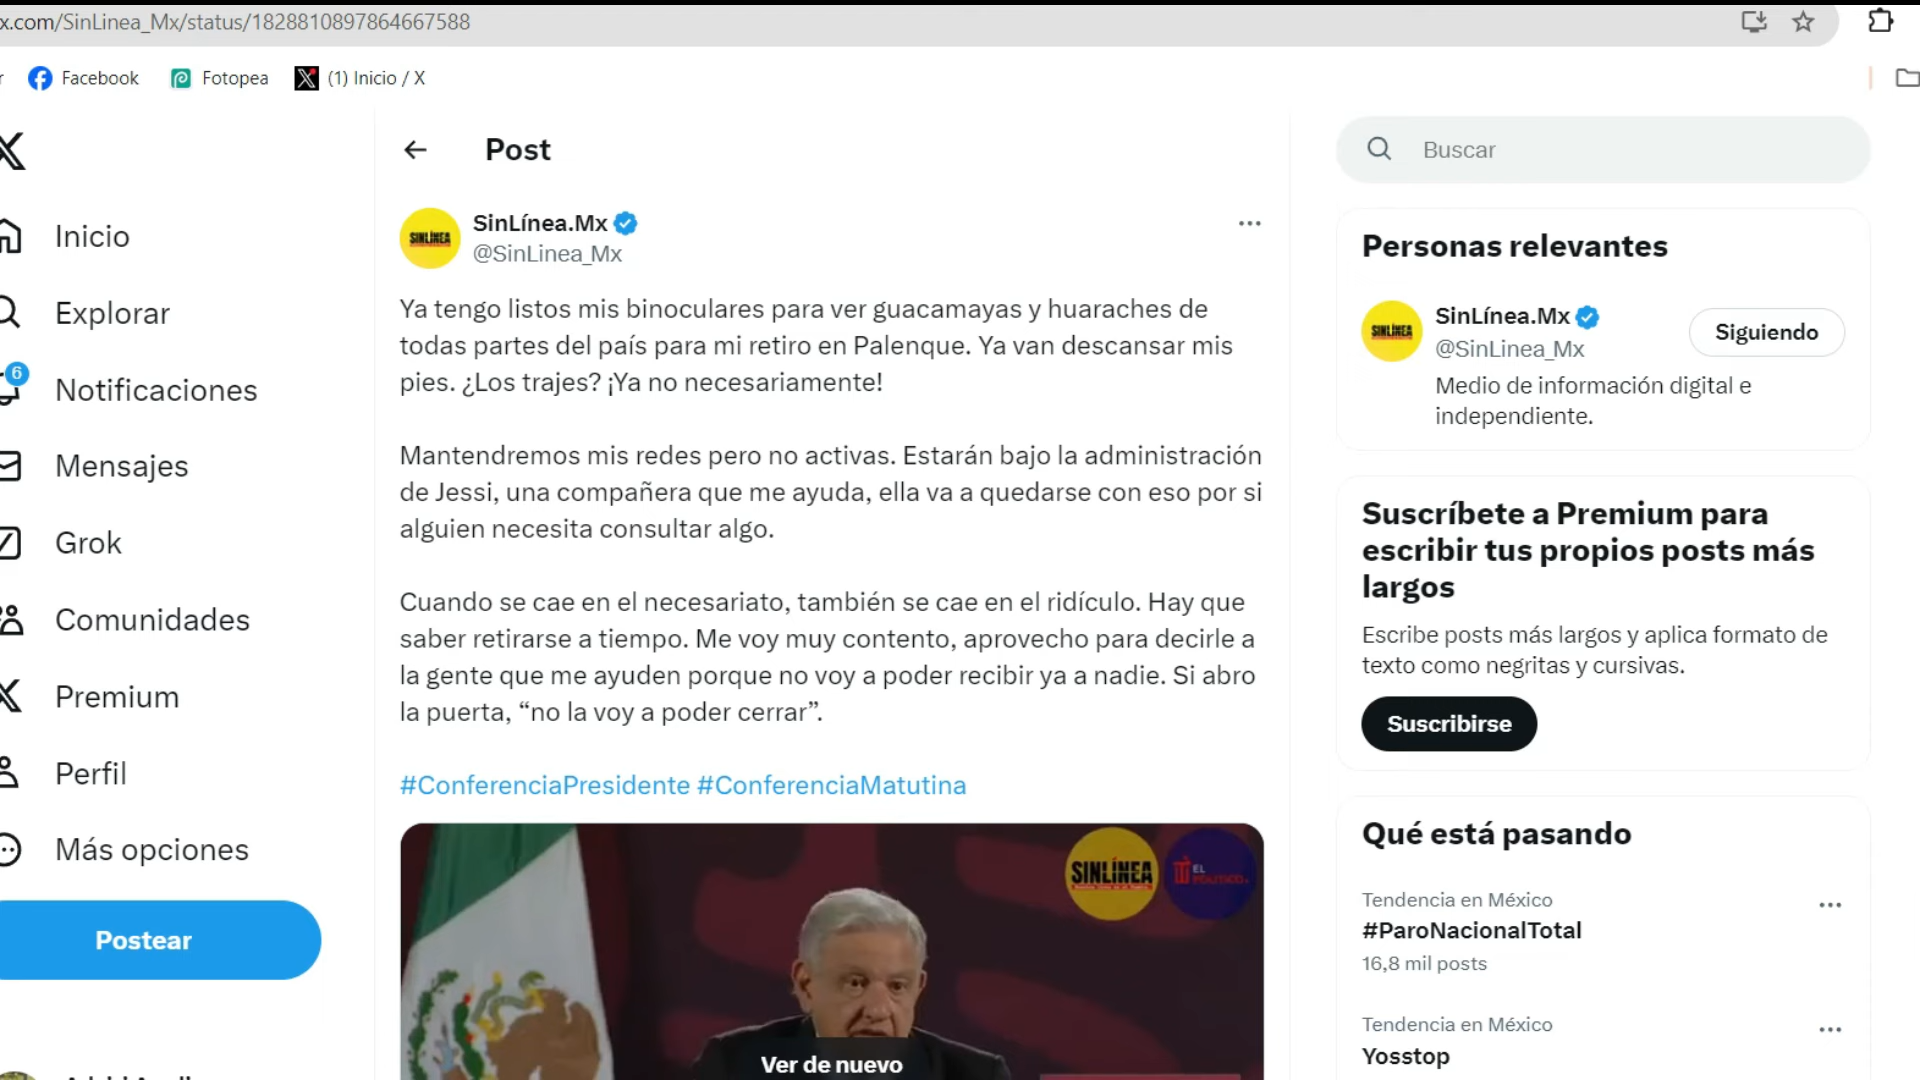 x.com/SinLinea_Mx/status/1828810897864667588
Facebook
Fotopea
(1) Inicio / X
Post
Buscar
SinLínea.Mx
@SinLinea_Mx
Inicio
Explorar
6
Notificaciones
Mensajes
Grok
Comunidades
Premium
Perfil
Más opciones
Postear
Ya tengo listos mis binoculares para ver guacamayas y huaraches de
todas partes del país para mi retiro en Palenque. Ya van descansar mis
pies. ¿Los trajes? ¡Ya no necesariamente!
Mantendremos mis redes pero no activas. Estarán bajo la administración
de Jessi, una compañera que me ayuda, ella va a quedarse con eso por si
alguien necesita consultar algo.
Cuando se cae en el necesariato, también se cae en el ridículo. Hay que
saber retirarse a tiempo. Me voy muy contento, aprovecho para decirle a
la gente que me ayuden porque no voy a poder recibir ya a nadie. Si abro
la puerta, “no la voy a poder cerrar”.
#ConferenciaPresidente #ConferenciaMatutina
SINLÍNEA
EL
POLITICO
Ver de nuevo
Personas relevantes
SINLÍNEA
SinLínea.Mx
@SinLinea_Mx
Siguiendo
Medio de información digital e
independiente.
Suscríbete a Premium para
escribir tus propios posts más
largos
Escribe posts más largos y aplica formato de
texto como negritas y cursivas.
Suscribirse
Qué está pasando
Tendencia en México
#ParoNacionalTotal
16,8 mil posts
Tendencia en México
Yosstop